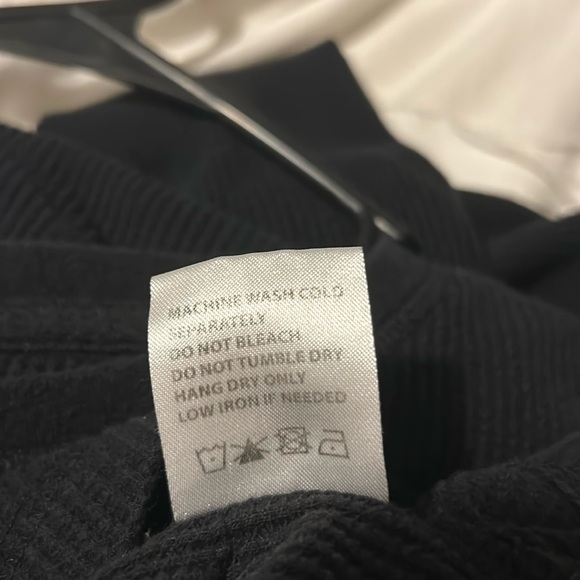 MACHINE WASH COLD
SEPARATELY
DO NOT BLEACH
DO NOT TUMBLE DRY
HANG DRY ONLY
LOW IRON IF NEEDED